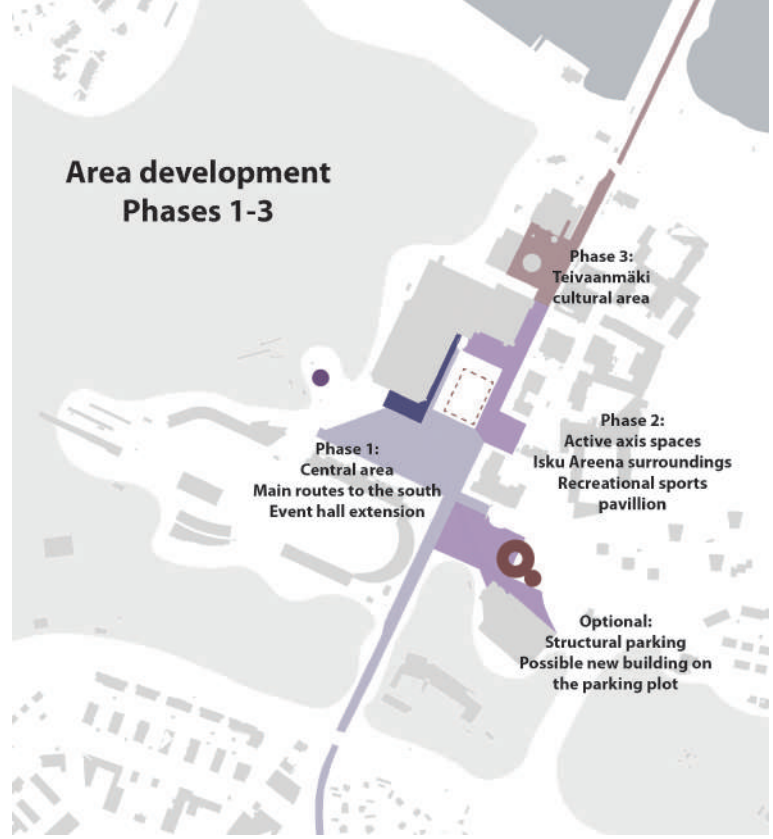 Area development
Phases 1-3
Phase 3:
Teivaanmäki
cultural area
Phase 2:
Active axis spaces
Isku Areena surroundings
Recreational sports
pavillion
Phase 1:
Central area
Main routes to the south
Event hall extension
Optional:
Structural parking
Possible new building on
the parking plot